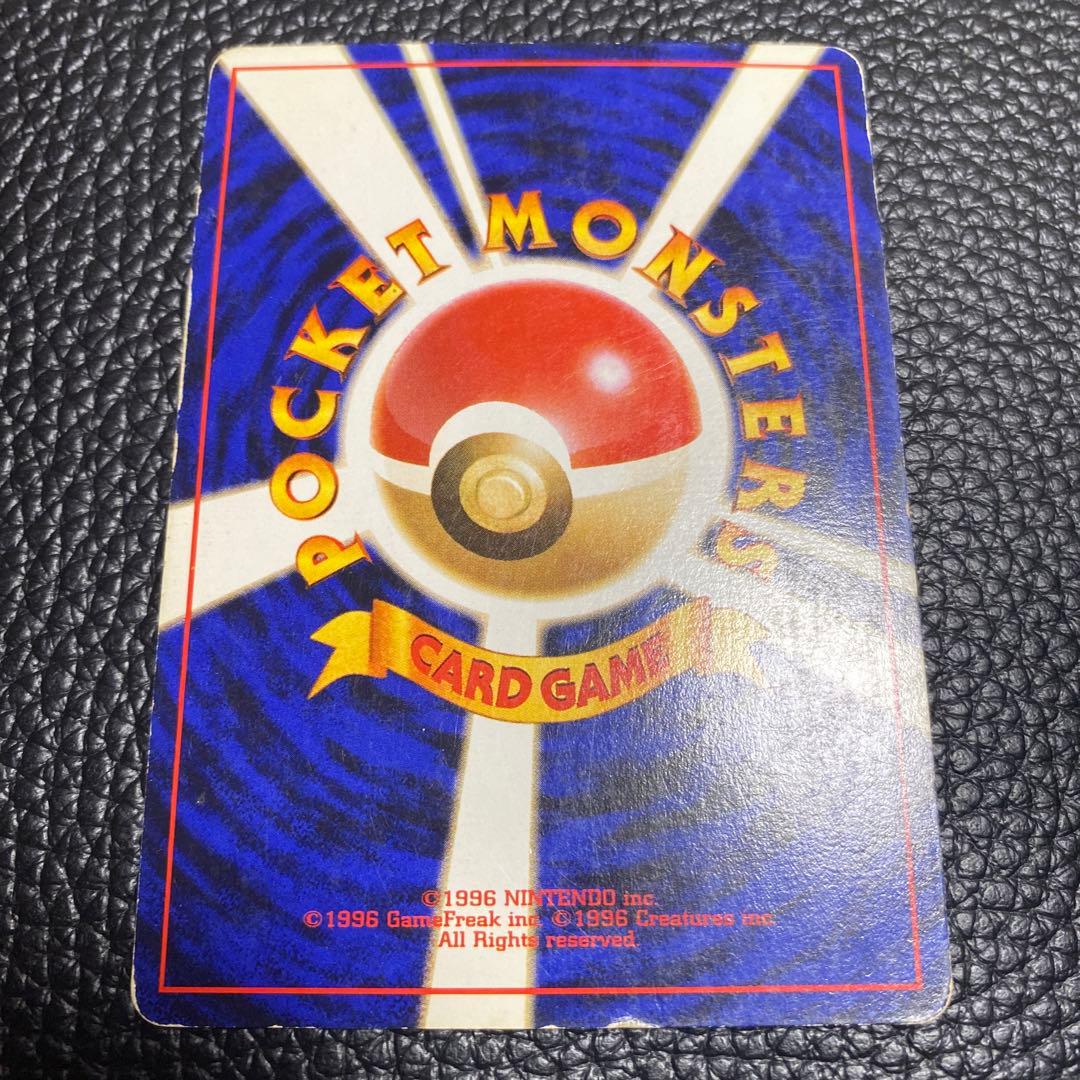 POCKET MONSTERS
CARD GAME
©1996 NINTENDO inc.
©1996 GameFreak inc. ©1996 Creatures inc.
All Rights reserved.